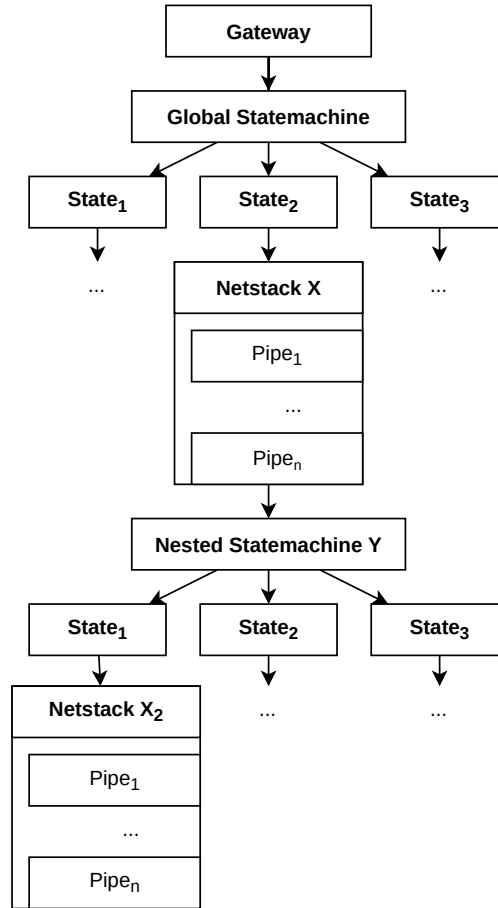 Gateway
Global Statemachine
State₁ State₂ State₃
... ...
Netstack X
Pipe₁
...
Pipeₙ
Nested Statemachine Y
State₁ State₂ State₃
... ...
Netstack X₂
Pipe₁
...
Pipeₙ